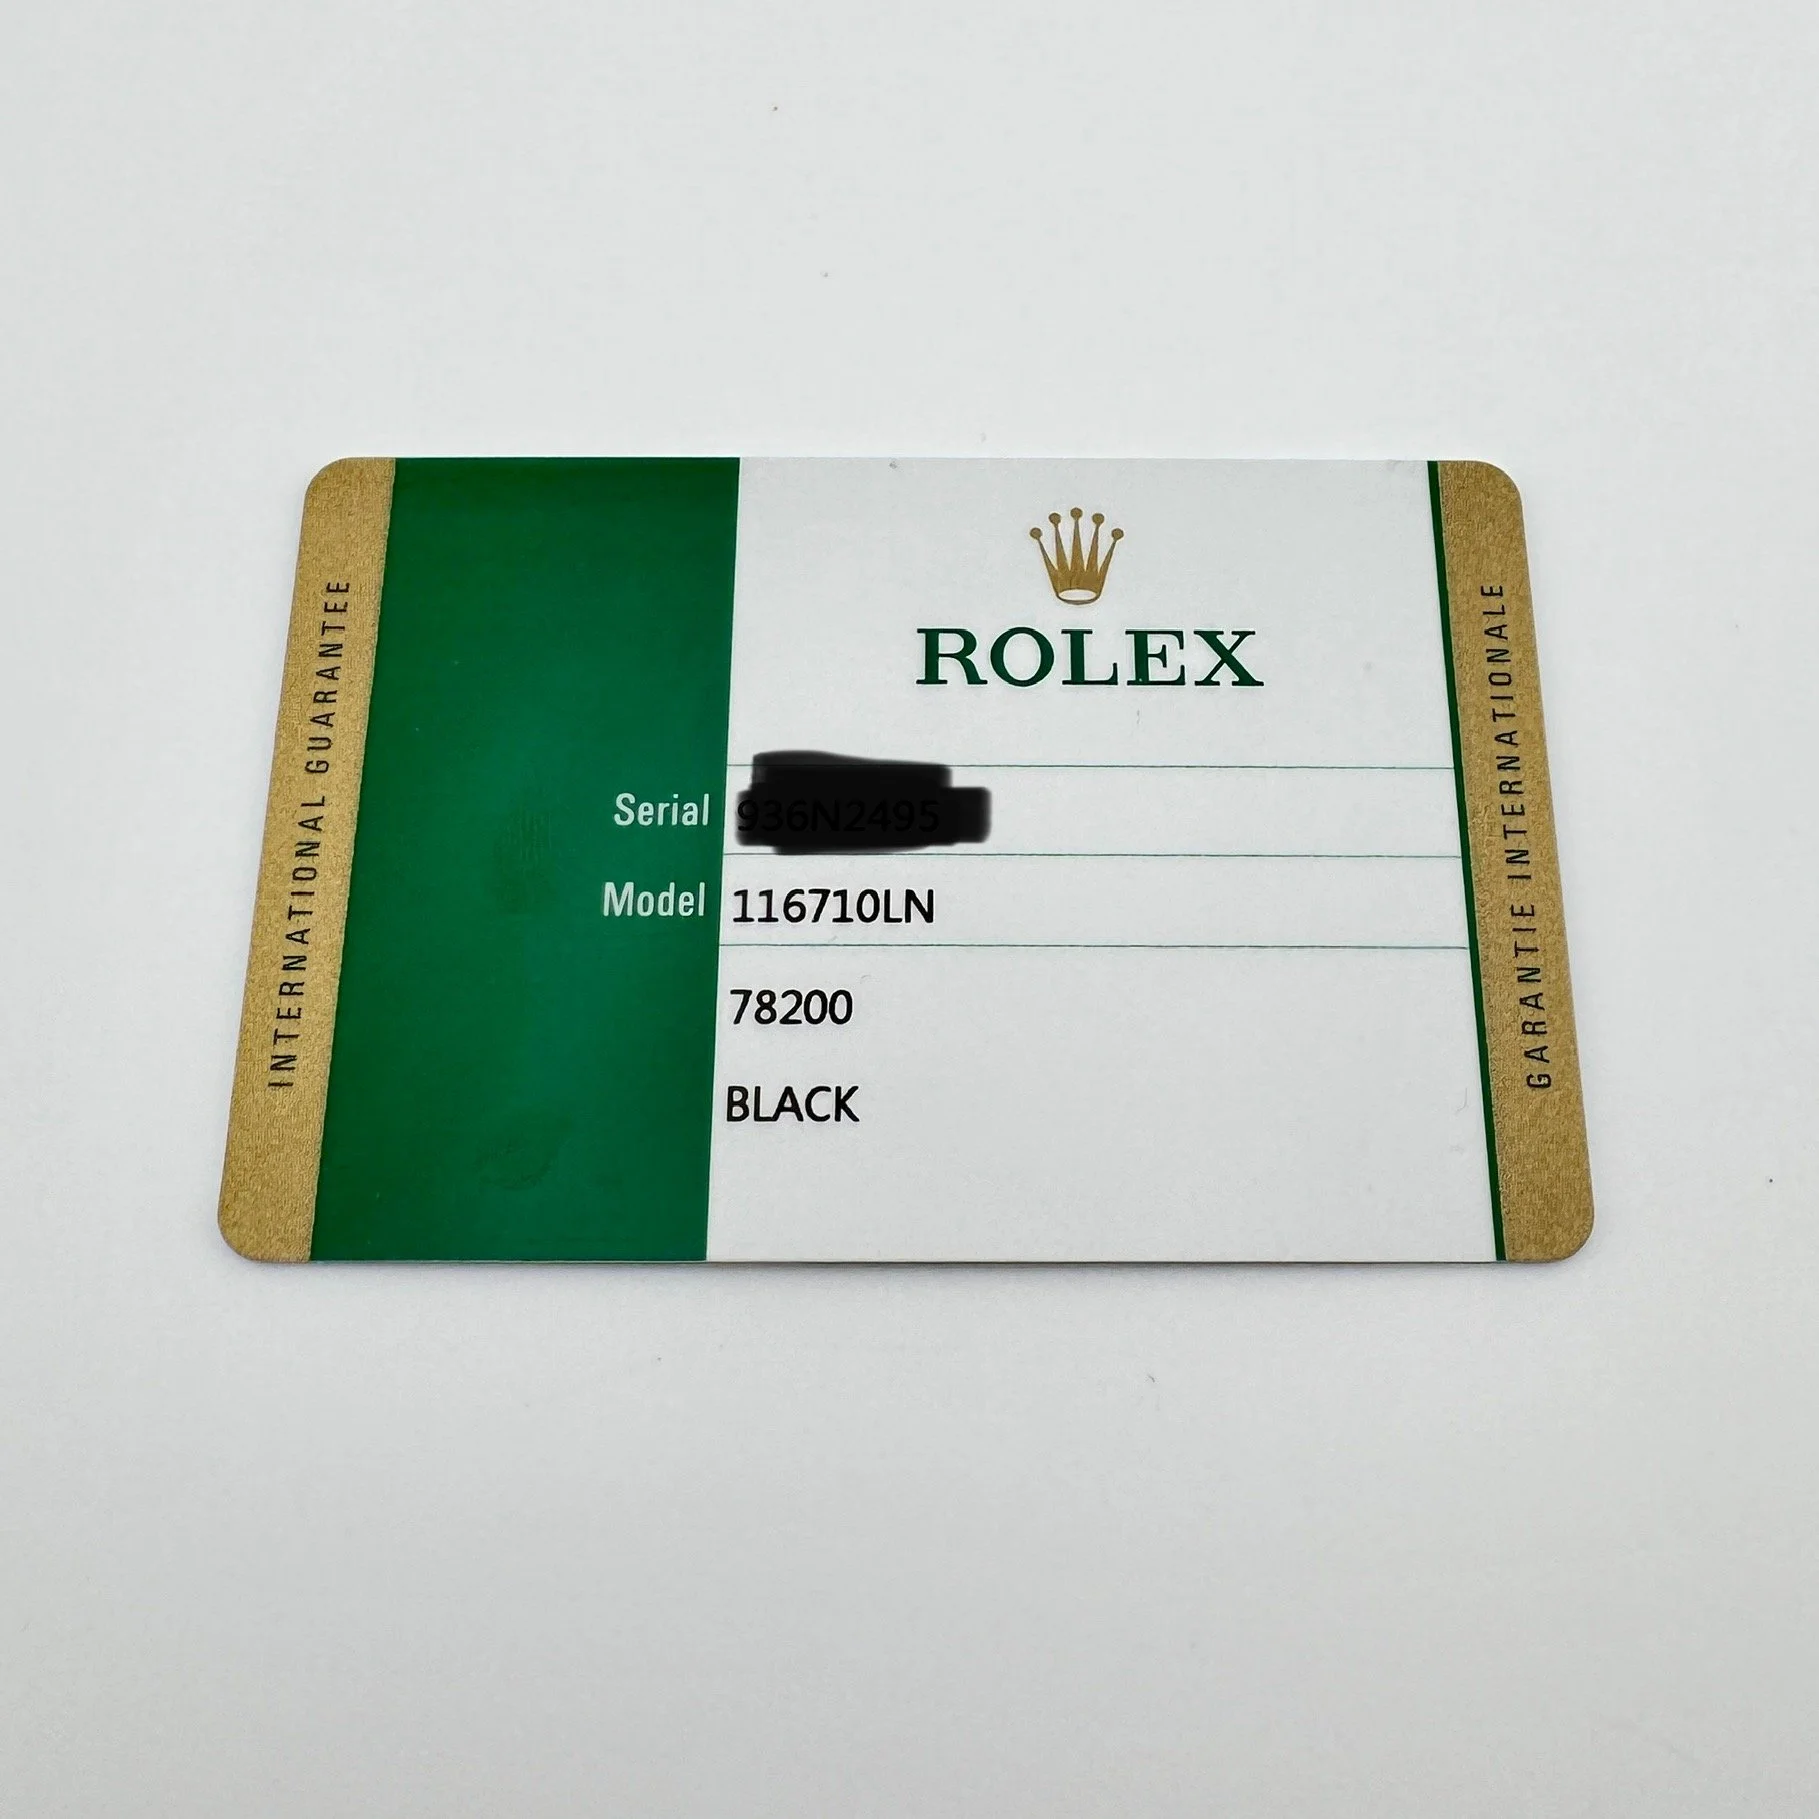 INTERNATIONAL GUARANTEE
ROLEX
Serial
Model 116710LN
78200
BLACK
GARANTIE INTERNATIONALE